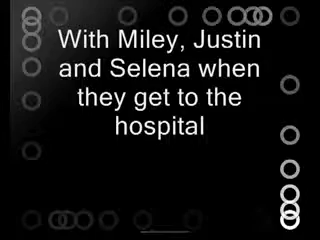 With Miley, Justin
and Selena when
they get to the
hospital